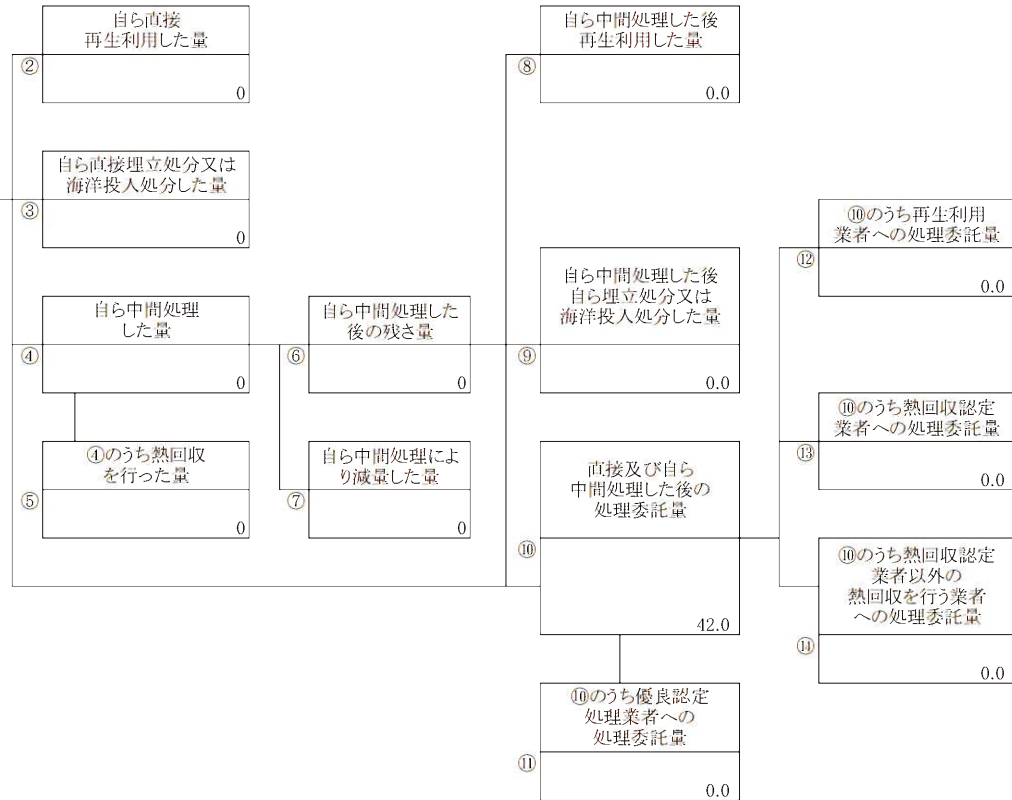 自ら直接
再生利用した量
②
0
自ら中間処理した後
再生利用した量
⑧
0.0
自ら直接埋立処分又は
海洋投入処分した量
③
0
⑩のうち再生利用
業者への処理委託量
⑫
0.0
自ら中間処理
した量
④
0
自ら中間処理した
後の残さ量
⑥
0
自ら中間処理した後
自ら埋立処分又は
海洋投入処分した量
⑨
0.0
⑩のうち熱回収認定
業者への処理委託量
⑬
0.0
④のうち熱回収
を行った量
⑤
0
自ら中間処理によ
り減量した量
⑦
0
直接及び自ら
中間処理した後の
処理委託量
⑩
42.0
⑩のうち熱回収認定
業者以外の
熱回収を行う業者
への処理委託量
⑭
0.0
⑩のうち優良認定
処理業者への
処理委託量
⑪
0.0